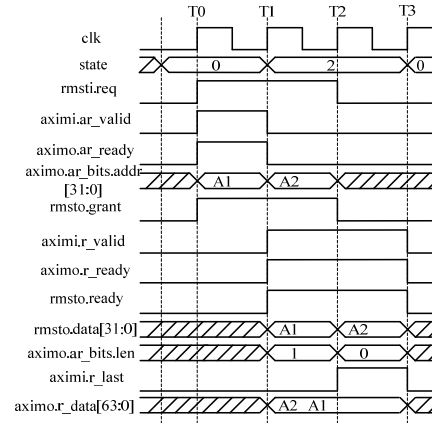 T0 T1 T2 T3
clk
state 0 2 0
rmsti.req
aximi.ar_valid
aximo.ar_ready
aximo.ar_bits.addr
[31:0] A1 A2
rmsto.grant
aximi.r_valid
aximo.r_ready
rmsto.ready
rmsto.data[31:0] A1 A2
aximo.ar_bits.len 1 0
aximi.r_last
aximo.r_data[63:0] A2 A1